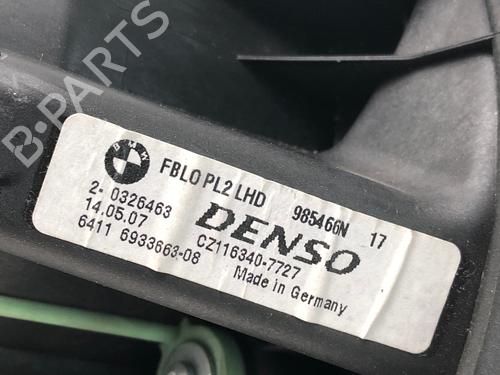 B-PARTS
BMW
FBLO PL2 LHD 985466N 17
2- 0326463
14.05.07
DENSO
6411 6933663-08
CZ116340-7727
Made in Germany